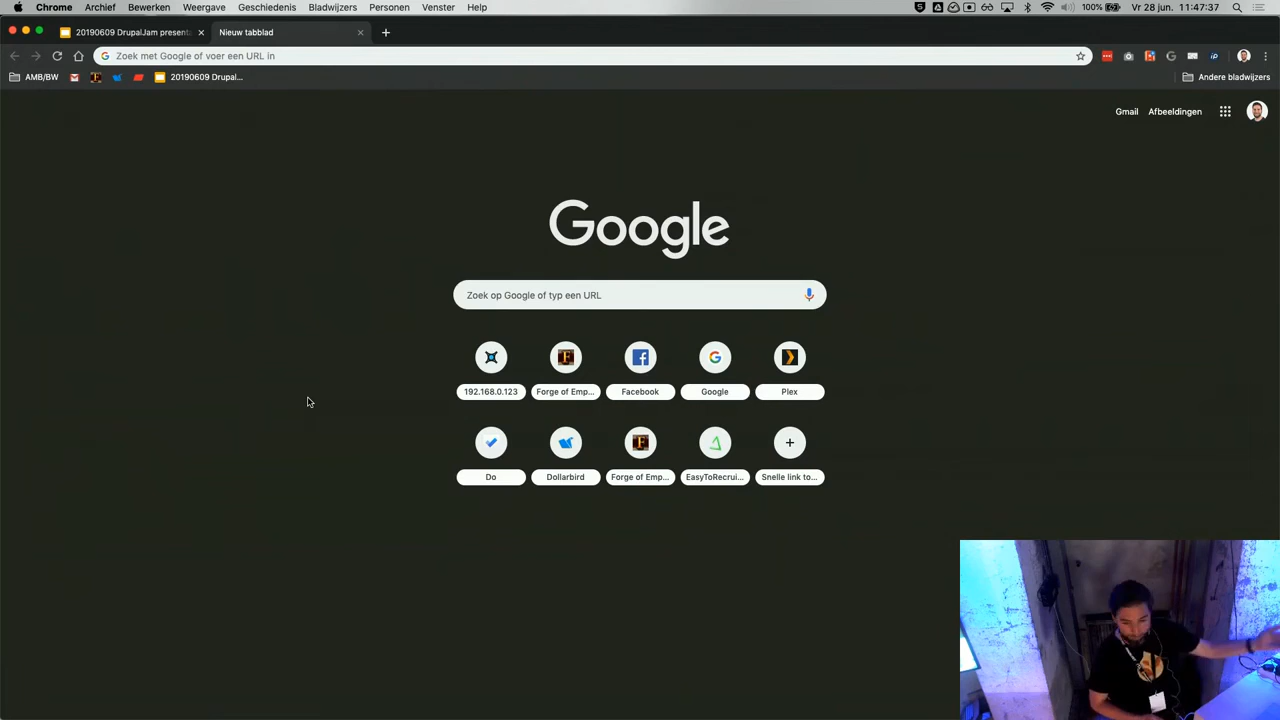 Chrome Archief Bewerken Weergave Geschiedenis Bladwijzers Personen Venster Help 100% Vr 28 jun. 11:47:37
20190609 DrupalJam present Nieuw tabblad
Zoek met Google of voer een URL in
AMB/BW 20190609 Drupal... Andere bladwijzers
Gmail Afbeeldingen
Google
Zoek op Google of typ een URL
192.168.0.123 Forge of Emp... Facebook Google Plex
Do Dollarbird Forge of Emp... EasyToRecrui... Snelle link to...